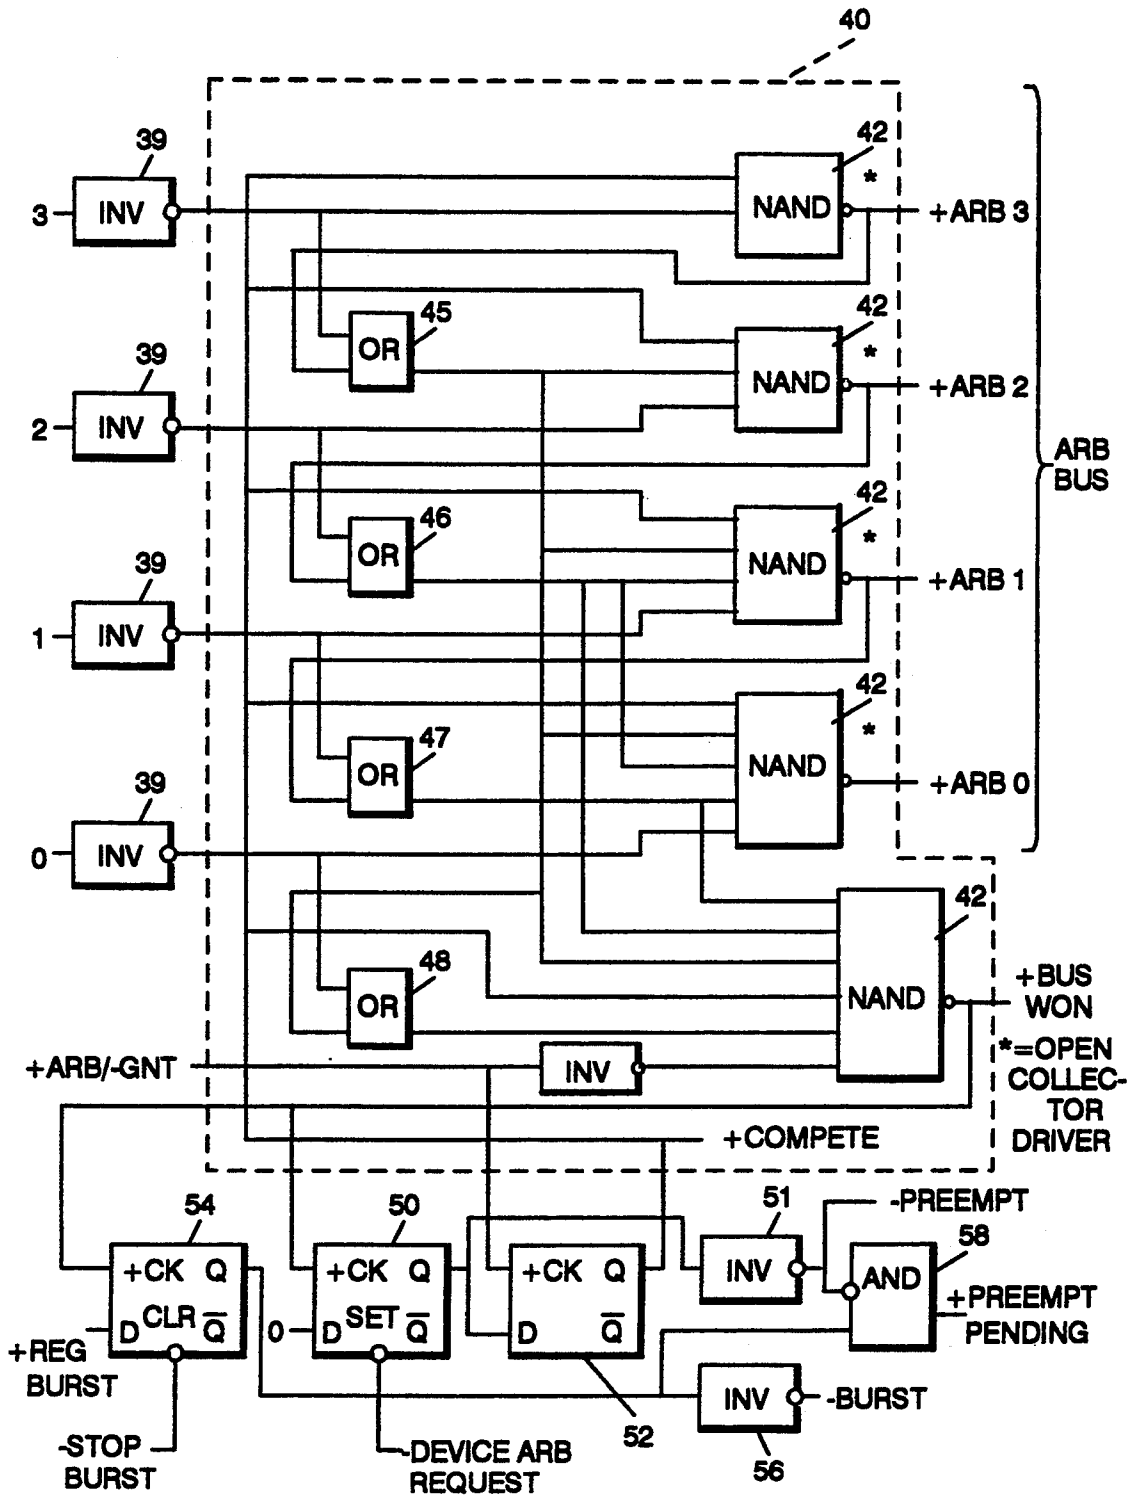 40
39
42
*
3
INV
NAND
+ARB 3
45
42
*
39
OR
NAND
+ARB 2
2
INV
ARB
BUS
46
42
*
39
OR
NAND
+ARB 1
1
INV
47
42
*
39
OR
NAND
+ARB 0
0
INV
42
48
OR
NAND
+BUS
WON
+ARB/-GNT
INV
*=OPEN
COLLEC-
TOR
DRIVER
+COMPETE
54
50
51
-PREEMPT
58
+CK Q
+CK Q
+CK Q
INV
AND
D CLR Q̅
0 D SET Q̅
D Q̅
+PREEMPT
PENDING
+REG
BURST
INV
-BURST
52
56
-STOP
BURST
-DEVICE ARB
REQUEST